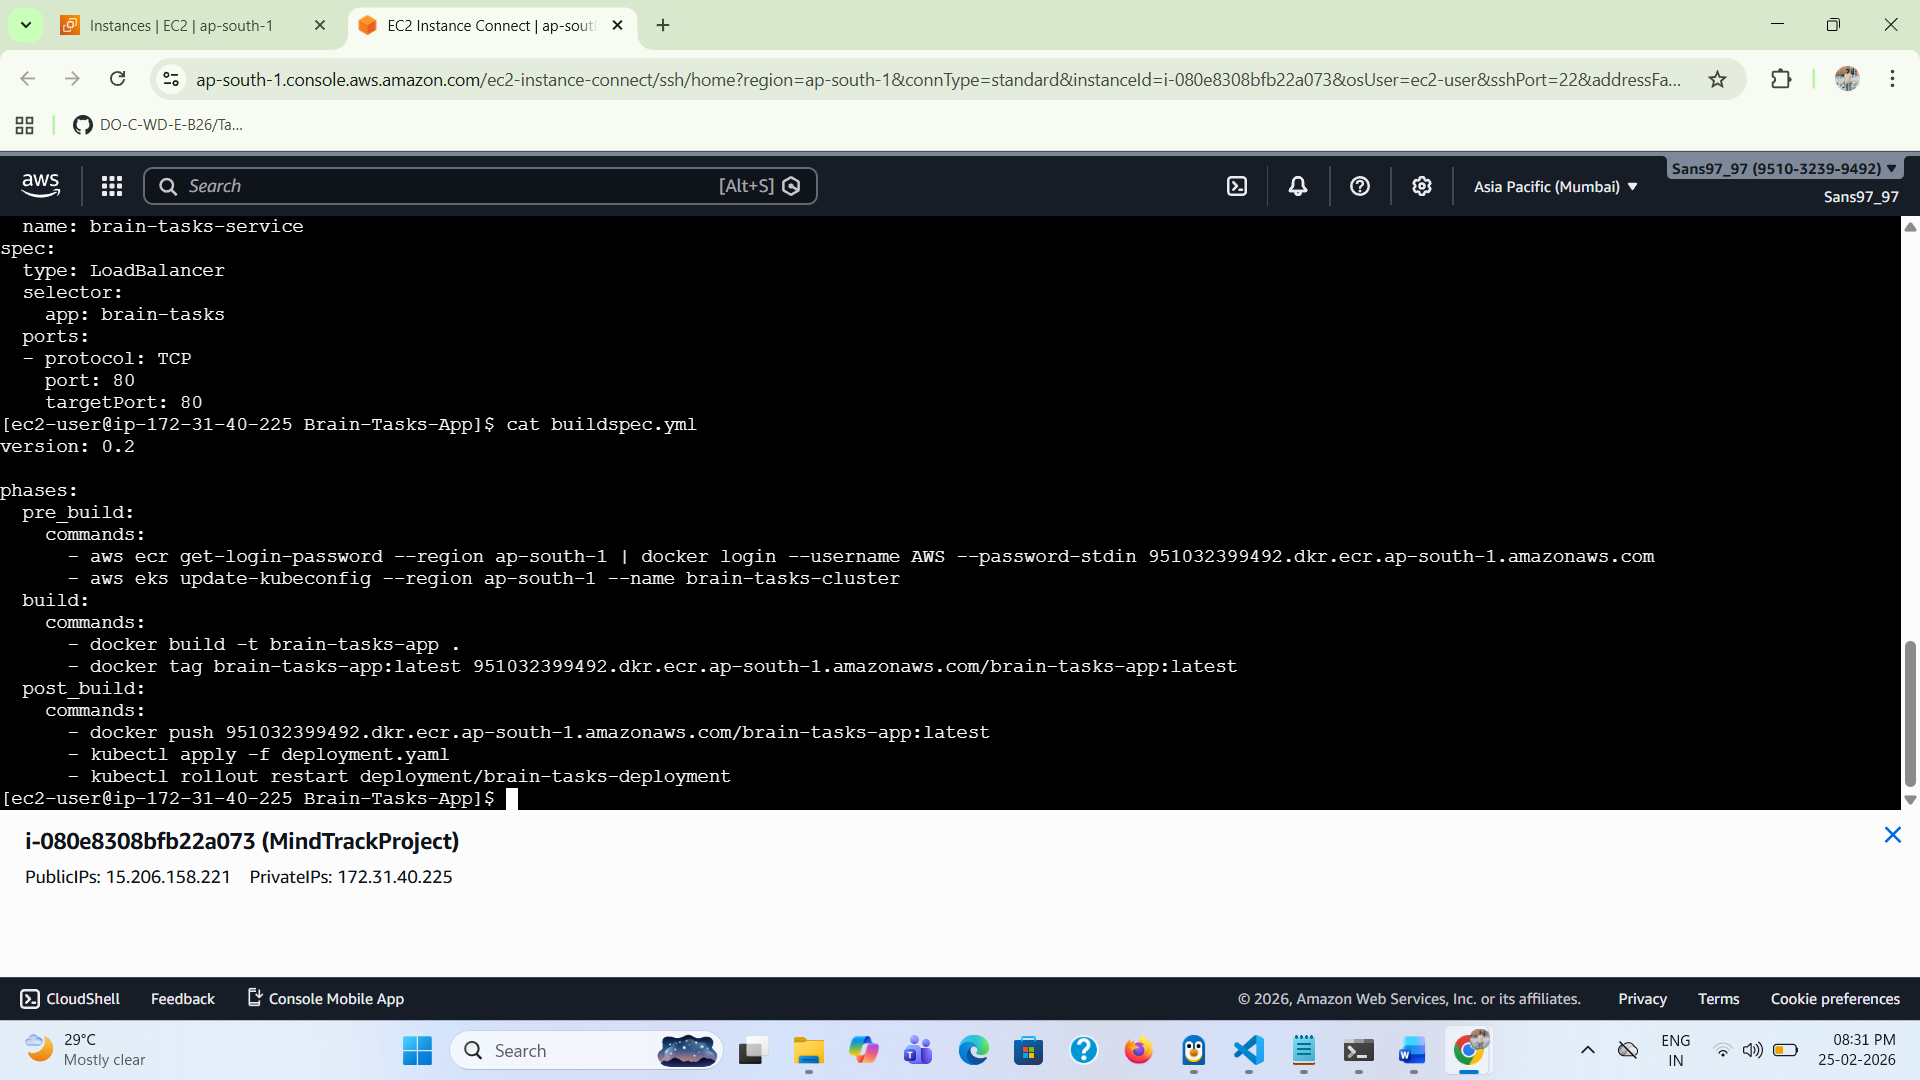 Instances | EC2 | ap-south-1
EC2 Instance Connect | ap-sout
ap-south-1.console.aws.amazon.com/ec2-instance-connect/ssh/home?region=ap-south-1&connType=standard&instanceId=i-080e8308bfb22a073&osUser=ec2-user&sshPort=22&addressFa...
DO-C-WD-E-B26/Ta...
aws
Search
[Alt+S]
Asia Pacific (Mumbai)
Sans97_97 (9510-3239-9492)
Sans97_97
  name: brain-tasks-service
spec:
  type: LoadBalancer
  selector:
    app: brain-tasks
  ports:
  - protocol: TCP
    port: 80
    targetPort: 80
[ec2-user@ip-172-31-40-225 Brain-Tasks-App]$ cat buildspec.yml
version: 0.2
phases:
  pre_build:
    commands:
      - aws ecr get-login-password --region ap-south-1 | docker login --username AWS --password-stdin 951032399492.dkr.ecr.ap-south-1.amazonaws.com
      - aws eks update-kubeconfig --region ap-south-1 --name brain-tasks-cluster
  build:
    commands:
      - docker build -t brain-tasks-app .
      - docker tag brain-tasks-app:latest 951032399492.dkr.ecr.ap-south-1.amazonaws.com/brain-tasks-app:latest
  post_build:
    commands:
      - docker push 951032399492.dkr.ecr.ap-south-1.amazonaws.com/brain-tasks-app:latest
      - kubectl apply -f deployment.yaml
      - kubectl rollout restart deployment/brain-tasks-deployment
[ec2-user@ip-172-31-40-225 Brain-Tasks-App]$
i-080e8308bfb22a073 (MindTrackProject)
PublicIPs: 15.206.158.221 PrivateIPs: 172.31.40.225
CloudShell
Feedback
Console Mobile App
© 2026, Amazon Web Services, Inc. or its affiliates.
Privacy
Terms
Cookie preferences
29°C
Mostly clear
Search
ENG
IN
08:31 PM
25-02-2026